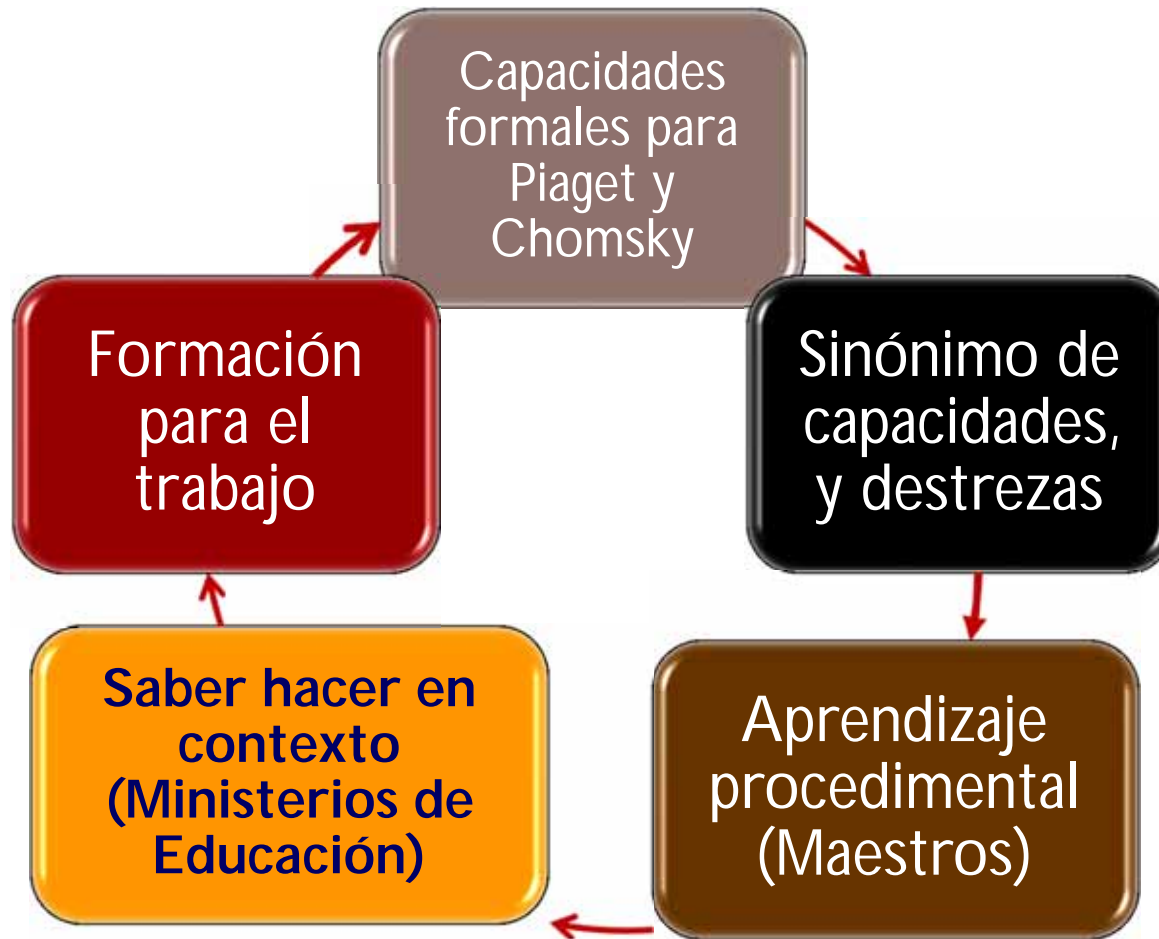 Capacidades
formales para
Piaget y
Chomsky
Sinónimo de
capacidades,
y destrezas
Aprendizaje
procedimental
(Maestros)
Saber hacer en
contexto
(Ministerios de
Educación)
Formación
para el
trabajo